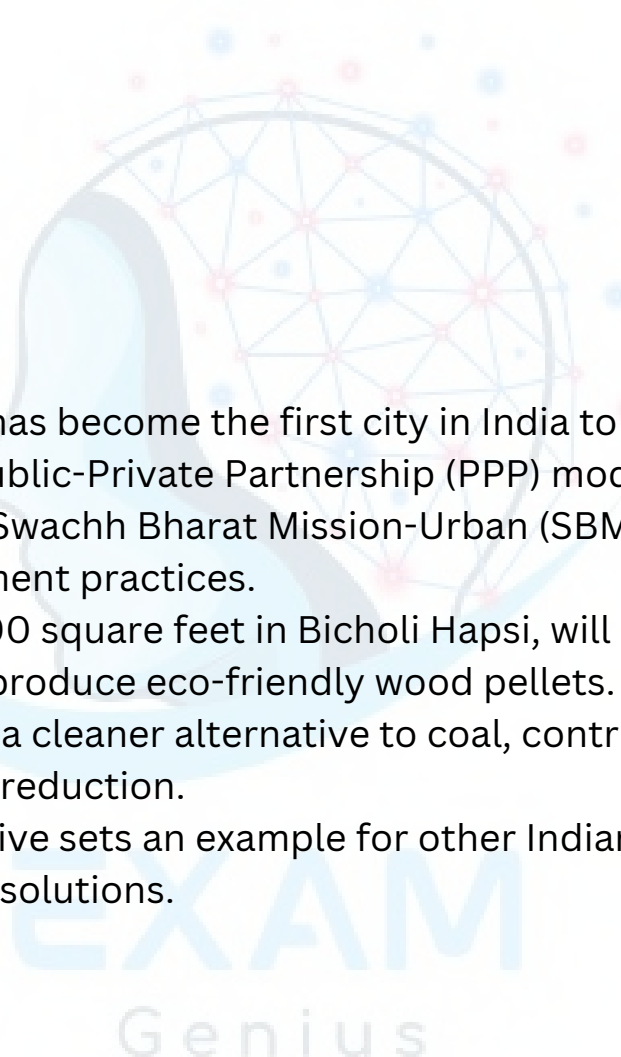 has become the first city in India to
ublic-Private Partnership (PPP) mod
Swachh Bharat Mission-Urban (SBM
nent practices.
00 square feet in Bicholi Hapsi, will
produce eco-friendly wood pellets.
a cleaner alternative to coal, contr
reduction.
ive sets an example for other Indian
solutions.
EXAM
Genius